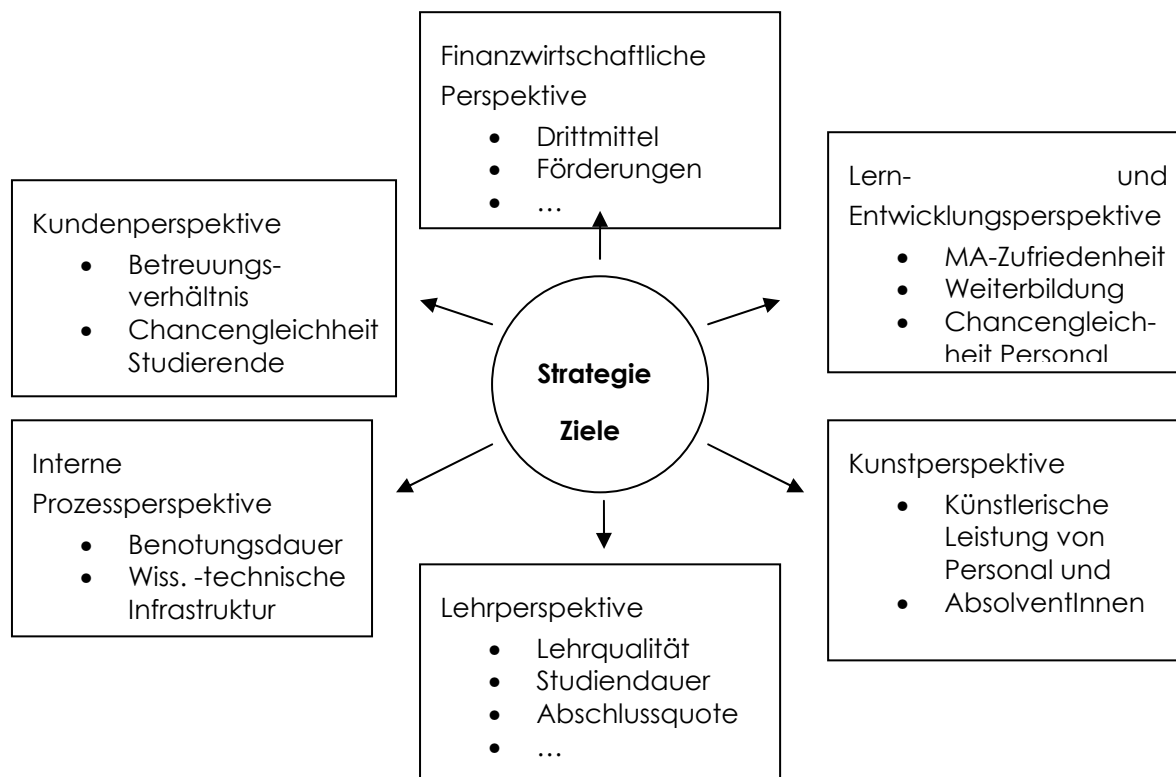 Finanzwirtschaftliche
Perspektive
• Drittmittel
• Förderungen
• …
Kundenperspektive
• Betreuungs-
verhältnis
• Chancengleichheit
Studierende
Lern- und
Entwicklungsperspektive
• MA-Zufriedenheit
• Weiterbildung
• Chancengleich-
heit Personal
Strategie
Ziele
Interne
Prozessperspektive
• Benotungsdauer
• Wiss. -technische
Infrastruktur
Kunstperspektive
• Künstlerische
Leistung von
Personal und
• AbsolventInnen
Lehrperspektive
• Lehrqualität
• Studiendauer
• Abschlussquote
• …